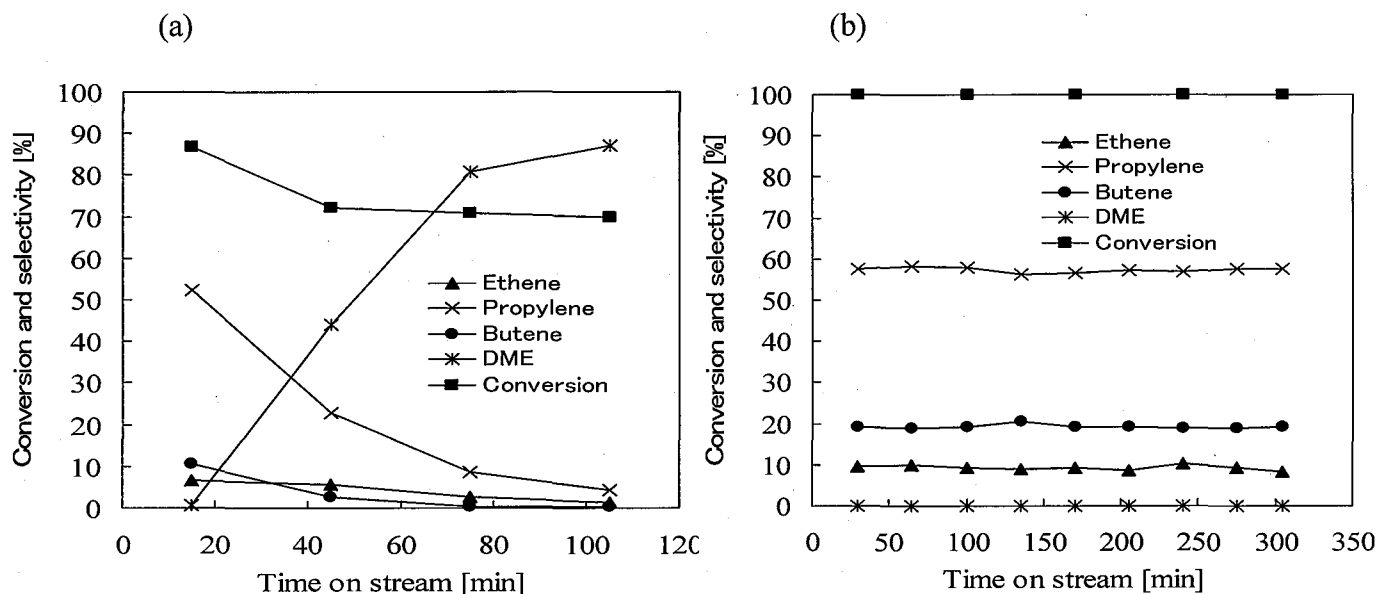 (a)
100
90
80
70
60
50
40
30
20
10
0
Conversion and selectivity [%]
Ethene
Propylene
Butene
DME
Conversion
0 20 40 60 80 100 120
Time on stream [min]
(b)
100
90
80
70
60
50
40
30
20
10
0
Conversion and selectivity [%]
Ethene
Propylene
Butene
DME
Conversion
0 50 100 150 200 250 300 350
Time on stream [min]